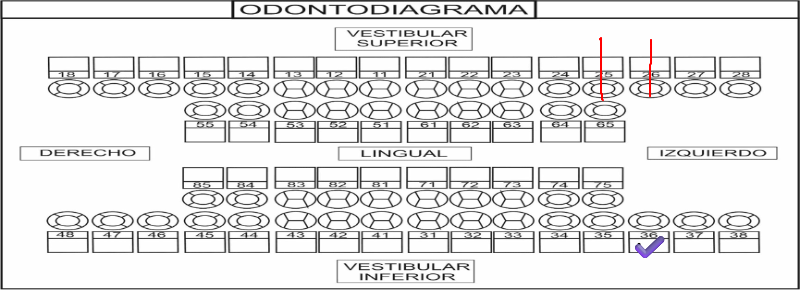 ODONTODIAGRAMA
VESTIBULAR
SUPERIOR
18 17 16 15 14 13 12 11 21 22 23 24 25 26 27 28
55 54 53 52 51 61 62 63 64 65
DERECHO LINGUAL IZQUIERDO
85 84 83 82 81 71 72 73 74 75
48 47 46 45 44 43 42 41 31 32 33 34 35 36 37 38
VESTIBULAR
INFERIOR